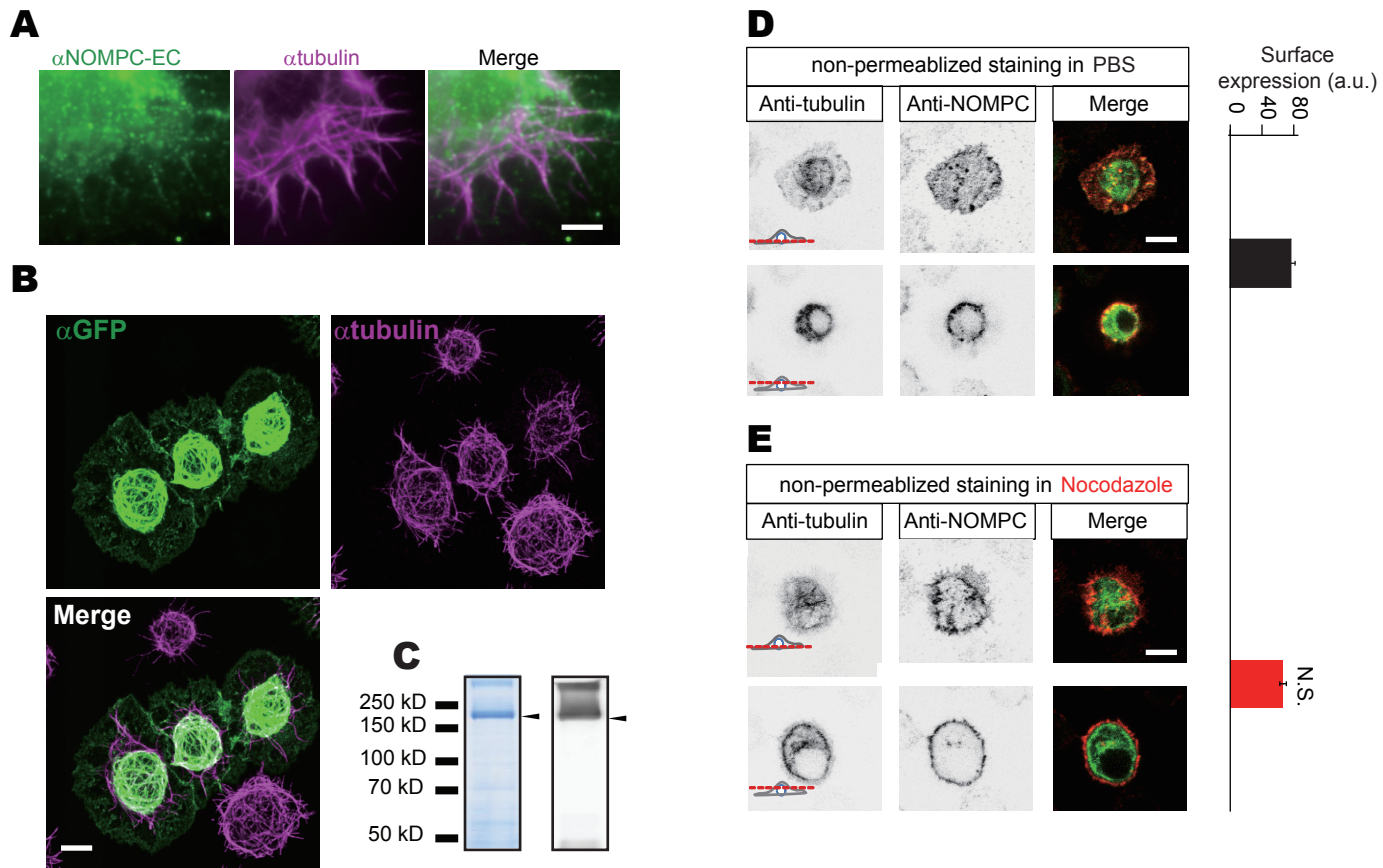 A
αNOMPC-EC
αtubulin
Merge
B
αGFP
αtubulin
Merge
C
250 kD
150 kD
100 kD
70 kD
50 kD
D
non-permeablized staining in PBS
Anti-tubulin
Anti-NOMPC
Merge
E
non-permeablized staining in Nocodazole
Anti-tubulin
Anti-NOMPC
Merge
Surface
expression (a.u.)
0
40
80
N.S.